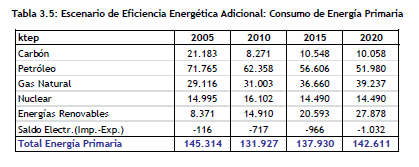 Tabla 3.5: Escenario de Eficiencia Energética Adicional: Consumo de Energía Primaria
ktep 2005 2010 2015 2020
Carbón 21.183 8.271 10.548 10.058
Petróleo 71.765 62.358 56.606 51.980
Gas Natural 29.116 31.003 36.660 39.237
Nuclear 14.995 16.102 14.490 14.490
Energías Renovables 8.371 14.910 20.593 27.878
Saldo Electr.(Imp.-Exp.) -116 -717 -966 -1.032
Total Energía Primaria 145.314 131.927 137.930 142.611